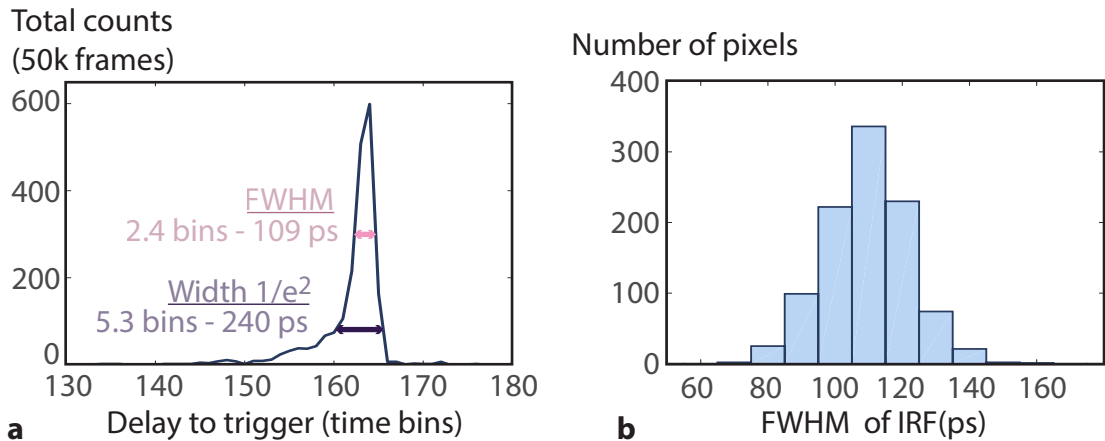 Total counts
(50k frames)
600
400
200
0
FWHM
2.4 bins - 109 ps
Width 1/e²
5.3 bins - 240 ps
130 140 150 160 170 180
Delay to trigger (time bins)
a
Number of pixels
400
300
200
100
0
60 80 100 120 140 160
FWHM of IRF(ps)
b